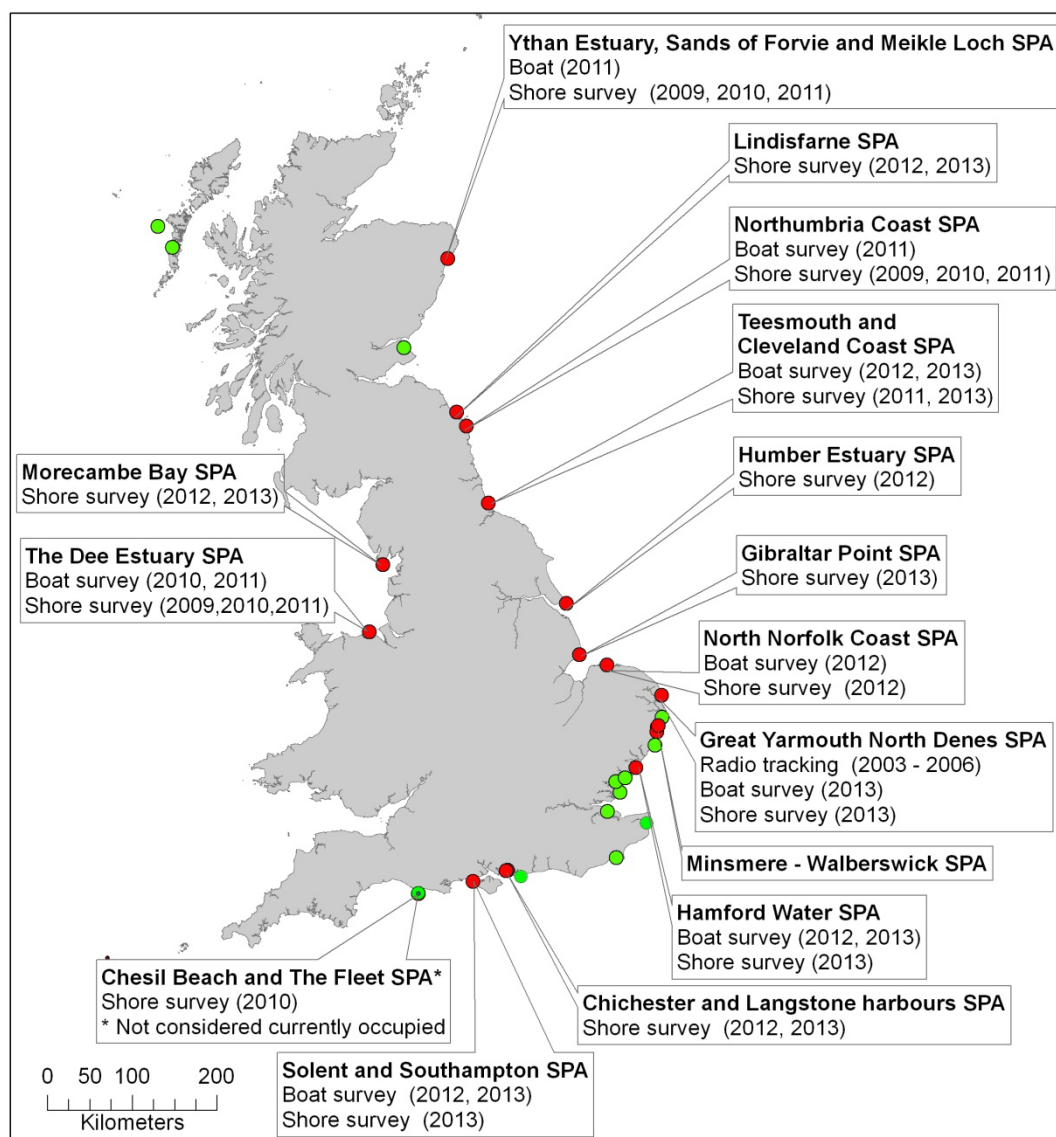 Ythan Estuary, Sands of Forvie and Meikle Loch SPA
Boat (2011)
Shore survey (2009, 2010, 2011)
Lindisfarne SPA
Shore survey (2012, 2013)
Northumbria Coast SPA
Boat survey (2011)
Shore survey (2009, 2010, 2011)
Teesmouth and
Cleveland Coast SPA
Boat survey (2012, 2013)
Shore survey (2011, 2013)
Morecambe Bay SPA
Shore survey (2012, 2013)
Humber Estuary SPA
Shore survey (2012)
The Dee Estuary SPA
Boat survey (2010, 2011)
Shore survey (2009,2010,2011)
Gibraltar Point SPA
Shore survey (2013)
North Norfolk Coast SPA
Boat survey (2012)
Shore survey (2012)
Great Yarmouth North Denes SPA
Radio tracking (2003 - 2006)
Boat survey (2013)
Shore survey (2013)
Minsmere - Walberswick SPA
Hamford Water SPA
Boat survey (2012, 2013)
Shore survey (2013)
Chesil Beach and The Fleet SPA*
Shore survey (2010)
* Not considered currently occupied
Chichester and Langstone harbours SPA
Shore survey (2012, 2013)
Solent and Southampton SPA
Boat survey (2012, 2013)
Shore survey (2013)
0 50 100 200
Kilometers